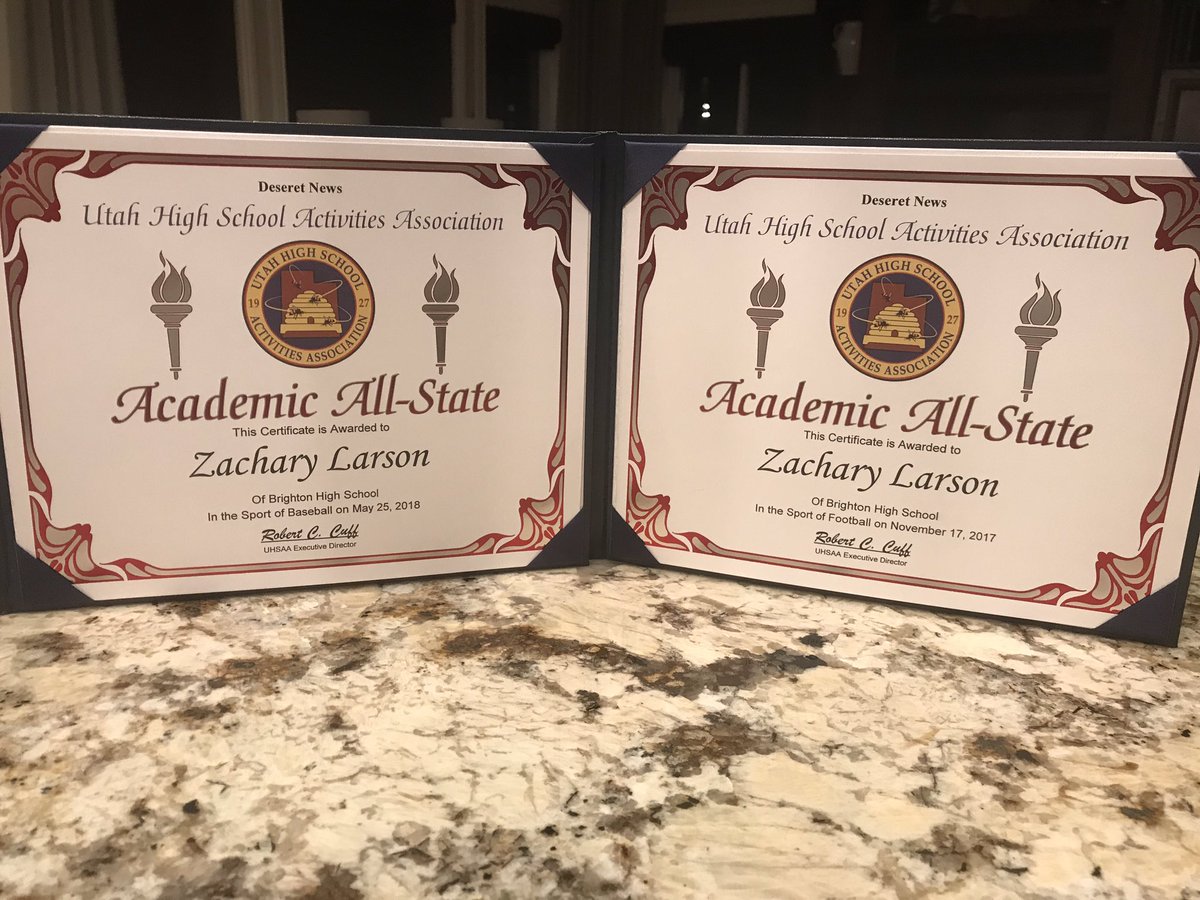 Deseret News
Utah High School Activities Association
UTAH HIGH SCHOOL
19 27
ACTIVITIES ASSOCIATION
Academic All-State
This Certificate is Awarded to
Zachary Larson
Of Brighton High School
In the Sport of Baseball on May 25, 2018
Robert C. Cuff
UHSAA Executive Director
Deseret News
Utah High School Activities Association
UTAH HIGH SCHOOL
19 27
ACTIVITIES ASSOCIATION
Academic All-State
This Certificate is Awarded to
Zachary Larson
Of Brighton High School
In the Sport of Football on November 17, 2017
Robert C. Cuff
UHSAA Executive Director